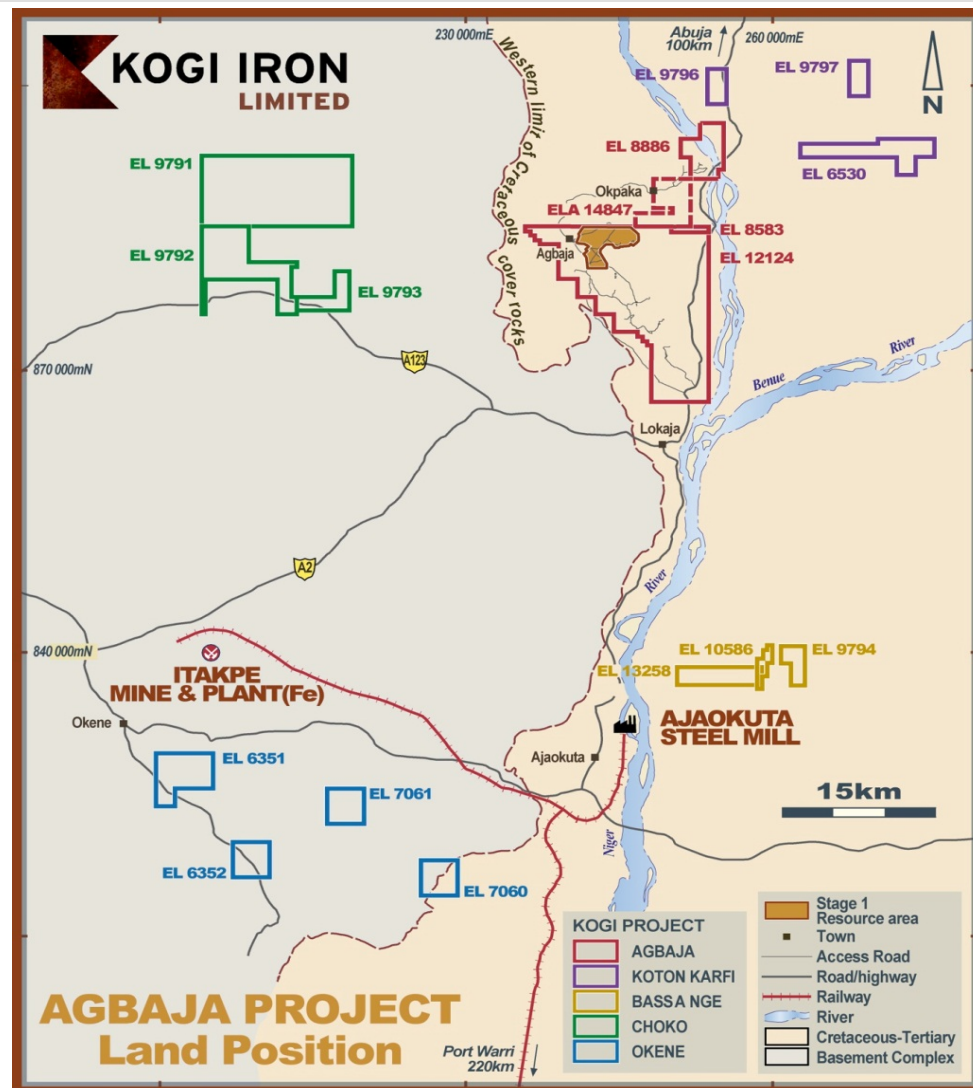 KOGI IRON
LIMITED
230 000mE
Abuja
100km
260 000mE
N
Western limit of Cretaceous cover rocks
EL 9796
EL 9797
EL 8886
EL 6530
EL 9791
Okpaka
ELA 14847
EL 8583
EL 12124
Agbaja
EL 9792
EL 9793
870 000mN
A123
Benue
River
Lokaja
A2
River
840 000mN
ITAKPE
MINE & PLANT(Fe)
EL 10586
EL 9794
EL 13258
Okene
AJAOKUTA
STEEL MILL
Ajaokuta
EL 6351
EL 7061
15km
Niger
EL 6352
EL 7060
KOGI PROJECT
AGBAJA
KOTON KARFI
BASSA NGE
CHOKO
OKENE
Stage 1
Resource area
Town
Access Road
Road/highway
Railway
River
Cretaceous-Tertiary
Basement Complex
AGBAJA PROJECT
Land Position
Port Warri
220km